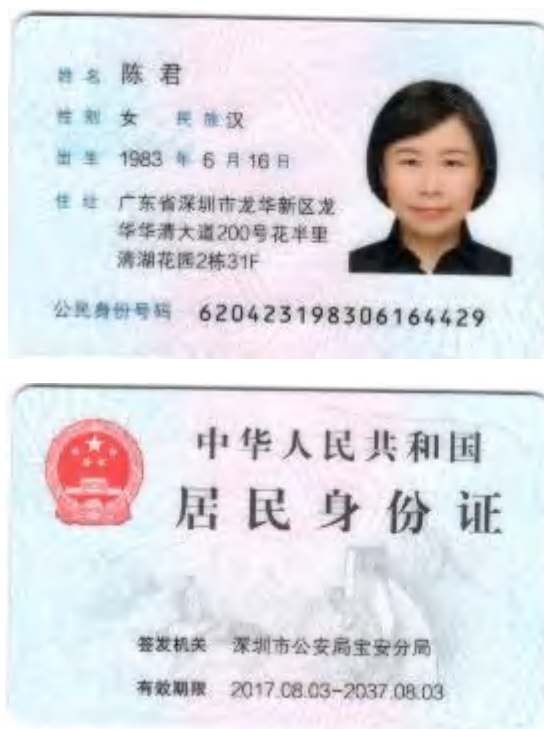 姓名 陈君
性别 女 民族 汉
出生 1983 年 6 月 16 日
住址 广东省深圳市龙华新区龙
华华清大道200号花半里
清湖花园2栋31F
公民身份号码 620423198306164429
中华人民共和国
居民身份证
签发机关 深圳市公安局宝安分局
有效期限 2017.08.03-2037.08.03